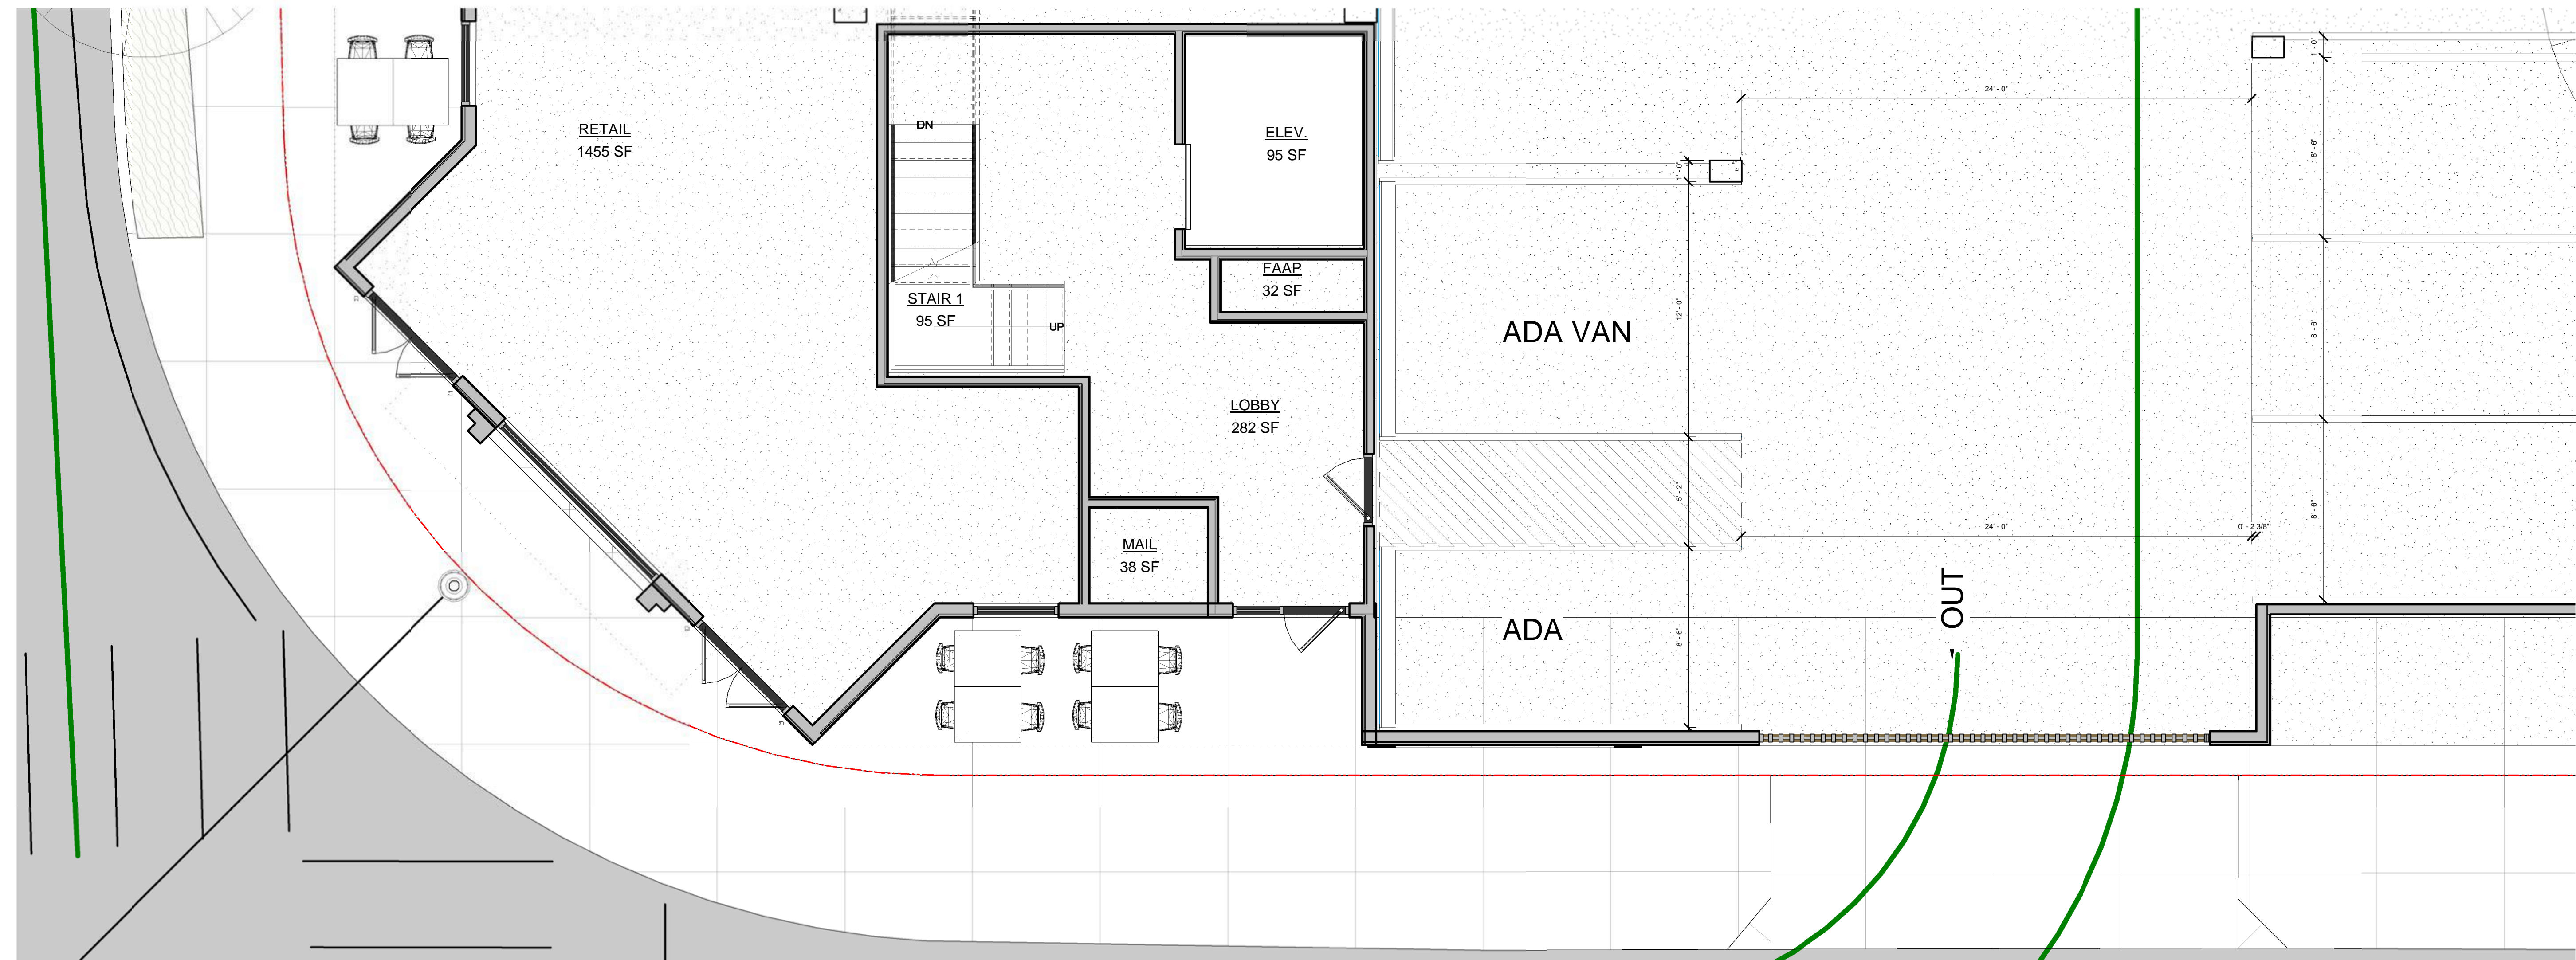 1' - 0"
24' - 0"
DN
RETAIL
1455 SF
ELEV.
95 SF
8' - 6"
1' - 0"
FAAP
32 SF
STAIR 1
95 SF
UP
12' - 0"
ADA VAN
8' - 6"
LOBBY
282 SF
5' - 2"
8' - 6"
24' - 0"
0' - 2 3/8"
MAIL
38 SF
OUT
ADA
8' - 6"